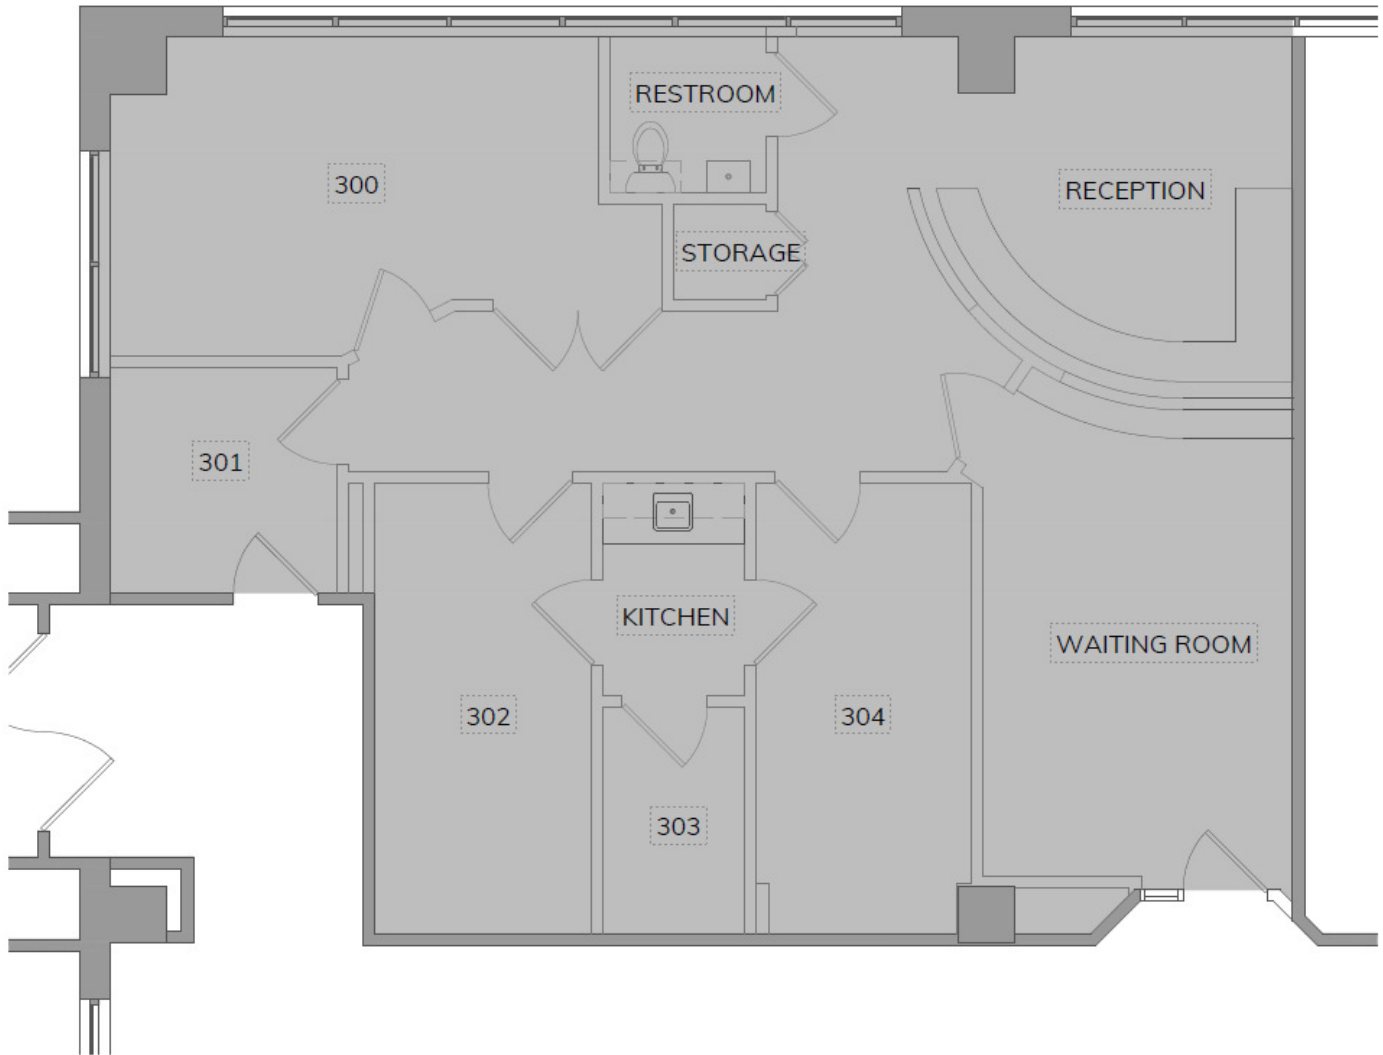 RESTROOM
300
RECEPTION
STORAGE
301
KITCHEN
WAITING ROOM
302
304
303